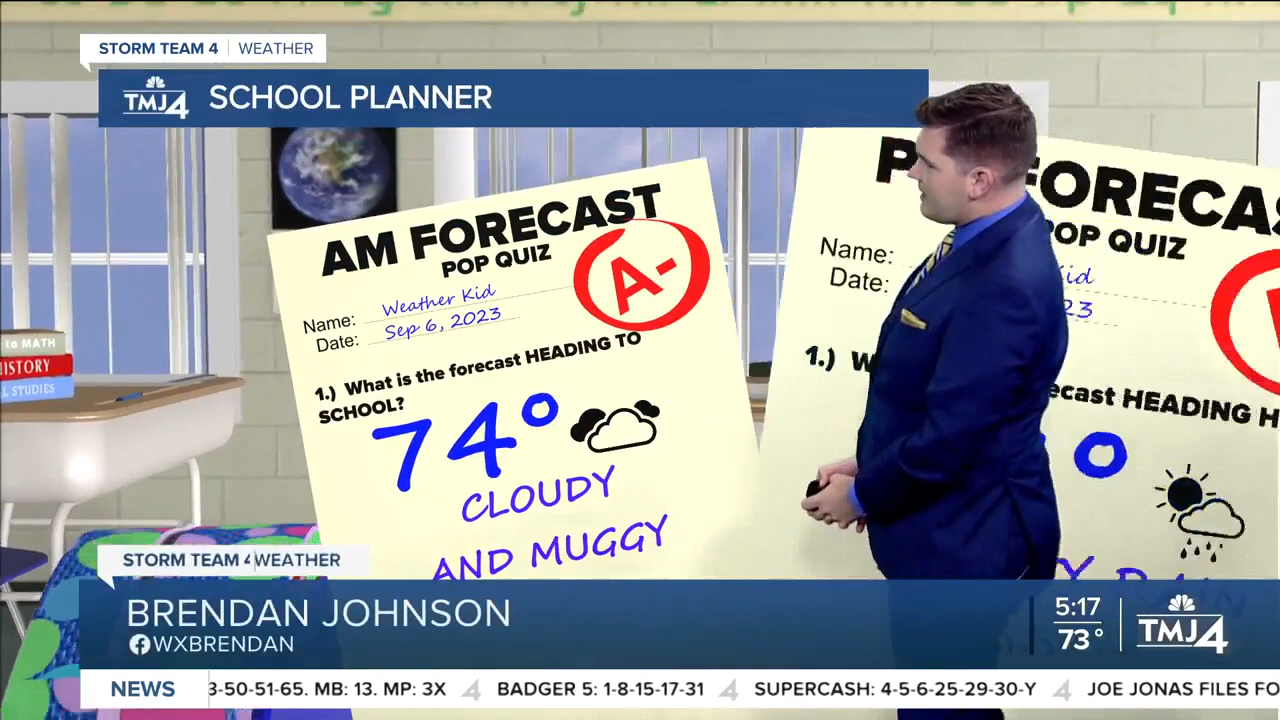 STORM TEAM 4 WEATHER
TMJ4 SCHOOL PLANNER
AM FORECAST
POP QUIZ
A-
Name: Weather Kid
Date: Sep 6, 2023
1.) What is the forecast HEADING TO
SCHOOL?
74°
CLOUDY
AND MUGGY
FORECAS
POP QUIZ
Name: Kid
Date: 23
1.) W ecast HEADING H
°
to MATH
HISTORY
L STUDIES
STORM TEAM 4 WEATHER
BRENDAN JOHNSON
WXBRENDAN
5:17
73°
TMJ4
NEWS 3-50-51-65. MB: 13. MP: 3X 4 BADGER 5: 1-8-15-17-31 4 SUPERCASH: 4-5-6-25-29-30-Y 4 JOE JONAS FILES FO